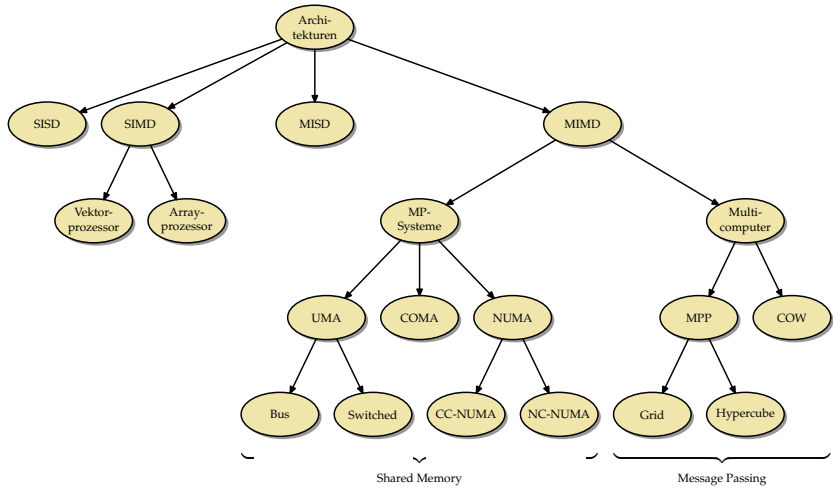 Archi-
tekturen
SISD
SIMD
MISD
MIMD
Vektor-
prozessor
Array-
prozessor
MP-
Systeme
Multi-
computer
UMA
COMA
NUMA
MPP
COW
Bus
Switched
CC-NUMA
NC-NUMA
Grid
Hypercube
Shared Memory
Message Passing